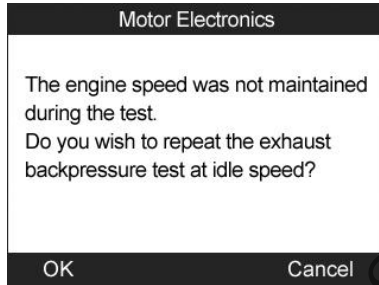 Motor Electronics
The engine speed was not maintained
during the test.
Do you wish to repeat the exhaust
backpressure test at idle speed?
OK
Cancel